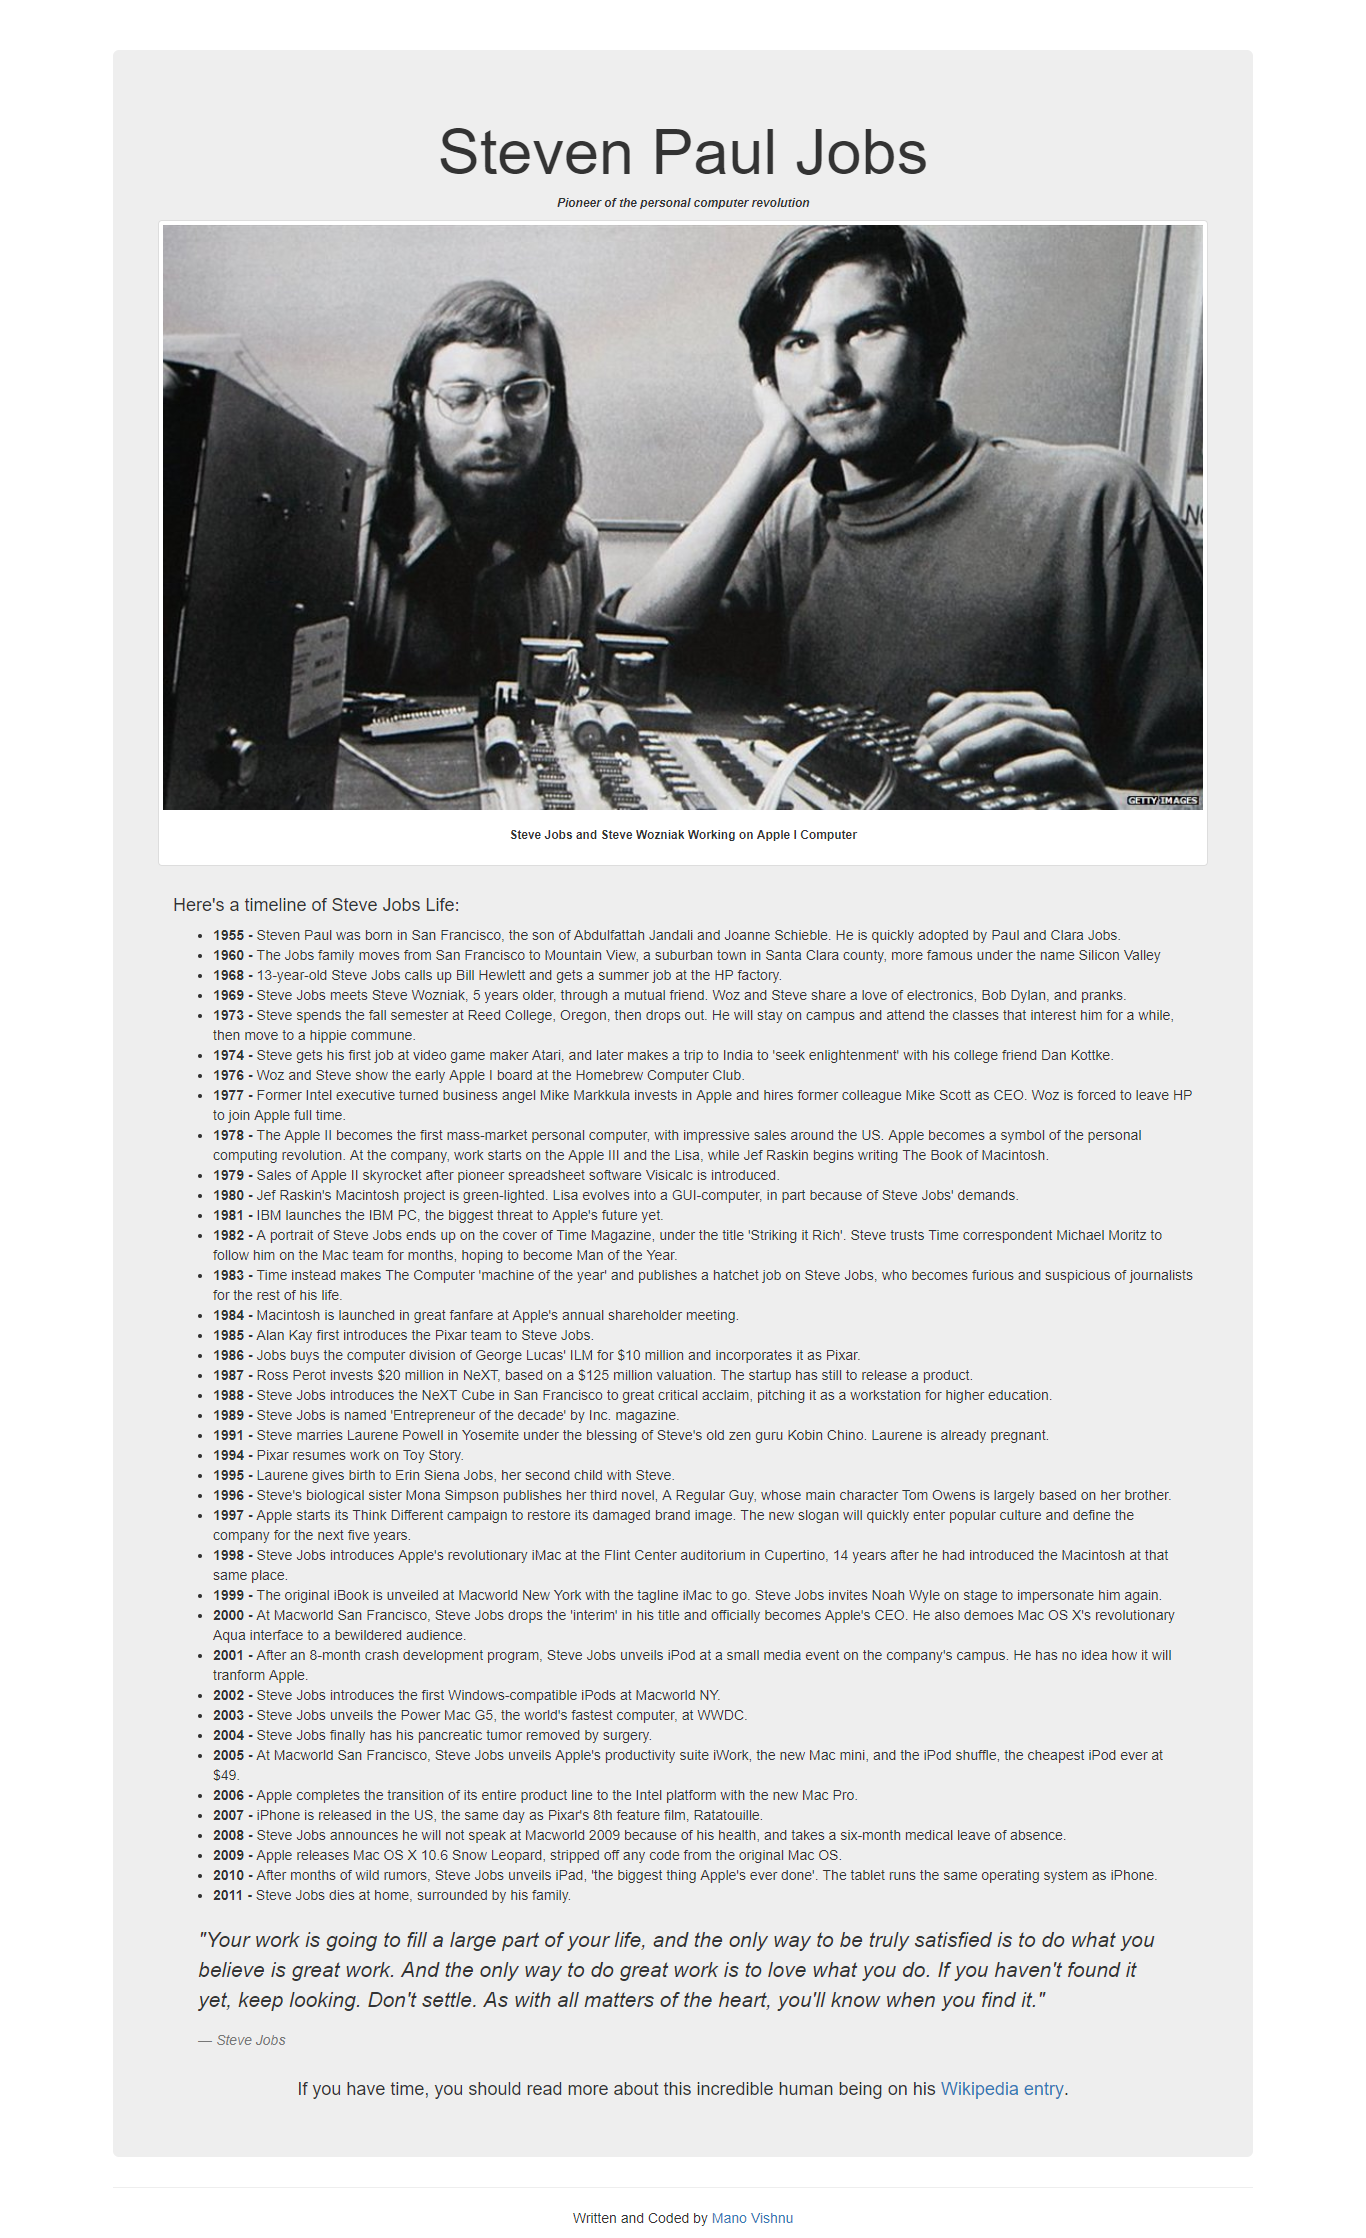 Steven Paul Jobs
Pioneer of the personal computer revolution
GETTY IMAGES
Steve Jobs and Steve Wozniak Working on Apple I Computer
Here's a timeline of Steve Jobs Life:
1955 - Steven Paul was born in San Francisco, the son of Abdulfattah Jandali and Joanne Schieble. He is quickly adopted by Paul and Clara Jobs.
1960 - The Jobs family moves from San Francisco to Mountain View, a suburban town in Santa Clara county, more famous under the name Silicon Valley
1968 - 13-year-old Steve Jobs calls up Bill Hewlett and gets a summer job at the HP factory.
1969 - Steve Jobs meets Steve Wozniak, 5 years older, through a mutual friend. Woz and Steve share a love of electronics, Bob Dylan, and pranks.
1973 - Steve spends the fall semester at Reed College, Oregon, then drops out. He will stay on campus and attend the classes that interest him for a while,
then move to a hippie commune.
1974 - Steve gets his first job at video game maker Atari, and later makes a trip to India to 'seek enlightenment' with his college friend Dan Kottke.
1976 - Woz and Steve show the early Apple I board at the Homebrew Computer Club.
1977 - Former Intel executive turned business angel Mike Markkula invests in Apple and hires former colleague Mike Scott as CEO. Woz is forced to leave HP
to join Apple full time.
1978 - The Apple II becomes the first mass-market personal computer, with impressive sales around the US. Apple becomes a symbol of the personal
computing revolution. At the company, work starts on the Apple III and the Lisa, while Jef Raskin begins writing The Book of Macintosh.
1979 - Sales of Apple II skyrocket after pioneer spreadsheet software Visicalc is introduced.
1980 - Jef Raskin's Macintosh project is green-lighted. Lisa evolves into a GUI-computer, in part because of Steve Jobs' demands.
1981 - IBM launches the IBM PC, the biggest threat to Apple's future yet.
1982 - A portrait of Steve Jobs ends up on the cover of Time Magazine, under the title 'Striking it Rich'. Steve trusts Time correspondent Michael Moritz to
follow him on the Mac team for months, hoping to become Man of the Year.
1983 - Time instead makes The Computer 'machine of the year' and publishes a hatchet job on Steve Jobs, who becomes furious and suspicious of journalists
for the rest of his life.
1984 - Macintosh is launched in great fanfare at Apple's annual shareholder meeting.
1985 - Alan Kay first introduces the Pixar team to Steve Jobs.
1986 - Jobs buys the computer division of George Lucas' ILM for $10 million and incorporates it as Pixar.
1987 - Ross Perot invests $20 million in NeXT, based on a $125 million valuation. The startup has still to release a product.
1988 - Steve Jobs introduces the NeXT Cube in San Francisco to great critical acclaim, pitching it as a workstation for higher education.
1989 - Steve Jobs is named 'Entrepreneur of the decade' by Inc. magazine.
1991 - Steve marries Laurene Powell in Yosemite under the blessing of Steve's old zen guru Kobin Chino. Laurene is already pregnant.
1994 - Pixar resumes work on Toy Story.
1995 - Laurene gives birth to Erin Siena Jobs, her second child with Steve.
1996 - Steve's biological sister Mona Simpson publishes her third novel, A Regular Guy, whose main character Tom Owens is largely based on her brother.
1997 - Apple starts its Think Different campaign to restore its damaged brand image. The new slogan will quickly enter popular culture and define the
company for the next five years.
1998 - Steve Jobs introduces Apple's revolutionary iMac at the Flint Center auditorium in Cupertino, 14 years after he had introduced the Macintosh at that
same place.
1999 - The original iBook is unveiled at Macworld New York with the tagline iMac to go. Steve Jobs invites Noah Wyle on stage to impersonate him again.
2000 - At Macworld San Francisco, Steve Jobs drops the 'interim' in his title and officially becomes Apple's CEO. He also demoes Mac OS X's revolutionary
Aqua interface to a bewildered audience.
2001 - After an 8-month crash development program, Steve Jobs unveils iPod at a small media event on the company's campus. He has no idea how it will
tranform Apple.
2002 - Steve Jobs introduces the first Windows-compatible iPods at Macworld NY.
2003 - Steve Jobs unveils the Power Mac G5, the world's fastest computer, at WWDC.
2004 - Steve Jobs finally has his pancreatic tumor removed by surgery.
2005 - At Macworld San Francisco, Steve Jobs unveils Apple's productivity suite iWork, the new Mac mini, and the iPod shuffle, the cheapest iPod ever at
$49.
2006 - Apple completes the transition of its entire product line to the Intel platform with the new Mac Pro.
2007 - iPhone is released in the US, the same day as Pixar's 8th feature film, Ratatouille.
2008 - Steve Jobs announces he will not speak at Macworld 2009 because of his health, and takes a six-month medical leave of absence.
2009 - Apple releases Mac OS X 10.6 Snow Leopard, stripped off any code from the original Mac OS.
2010 - After months of wild rumors, Steve Jobs unveils iPad, 'the biggest thing Apple's ever done'. The tablet runs the same operating system as iPhone.
2011 - Steve Jobs dies at home, surrounded by his family.
"Your work is going to fill a large part of your life, and the only way to be truly satisfied is to do what you
believe is great work. And the only way to do great work is to love what you do. If you haven't found it
yet, keep looking. Don't settle. As with all matters of the heart, you'll know when you find it."
— Steve Jobs
If you have time, you should read more about this incredible human being on his Wikipedia entry.
Written and Coded by Mano Vishnu